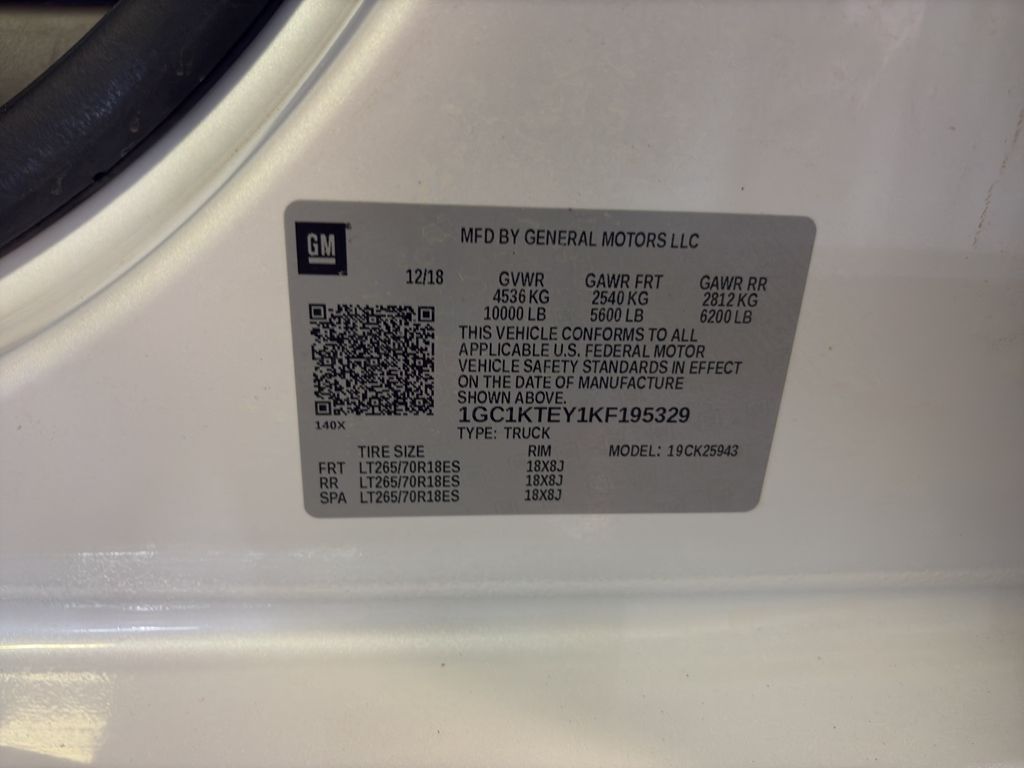 GM
MFD BY GENERAL MOTORS LLC
12/18 GVWR GAWR FRT GAWR RR
4536 KG 2540 KG 2812 KG
10000 LB 5600 LB 6200 LB
THIS VEHICLE CONFORMS TO ALL
APPLICABLE U.S. FEDERAL MOTOR
VEHICLE SAFETY STANDARDS IN EFFECT
ON THE DATE OF MANUFACTURE
SHOWN ABOVE.
1GC1KTEY1KF195329
140X
TYPE: TRUCK
TIRE SIZE RIM MODEL: 19CK25943
FRT LT265/70R18ES 18X8J
RR LT265/70R18ES 18X8J
SPA LT265/70R18ES 18X8J